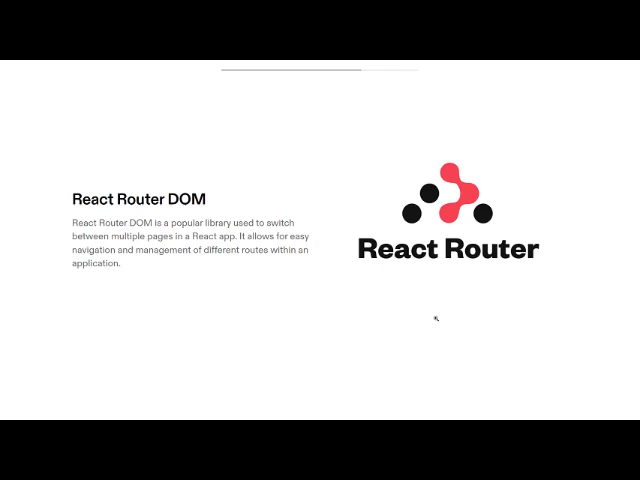 React Router DOM
React Router DOM is a popular library used to switch
between multiple pages in a React app. It allows for easy
navigation and management of different routes within an
application.
React Router